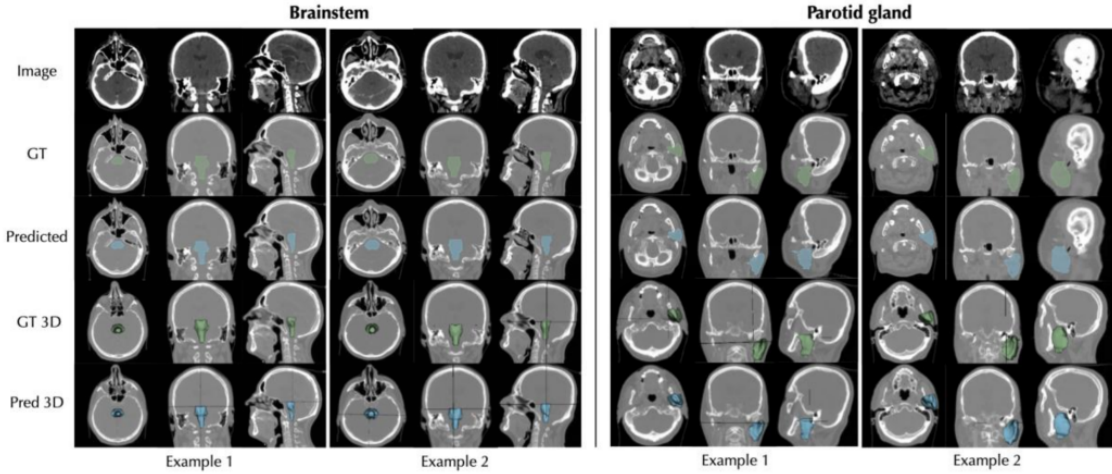 Brainstem
Parotid gland
Image
GT
Predicted
GT 3D
Pred 3D
Example 1
Example 2
Example 1
Example 2